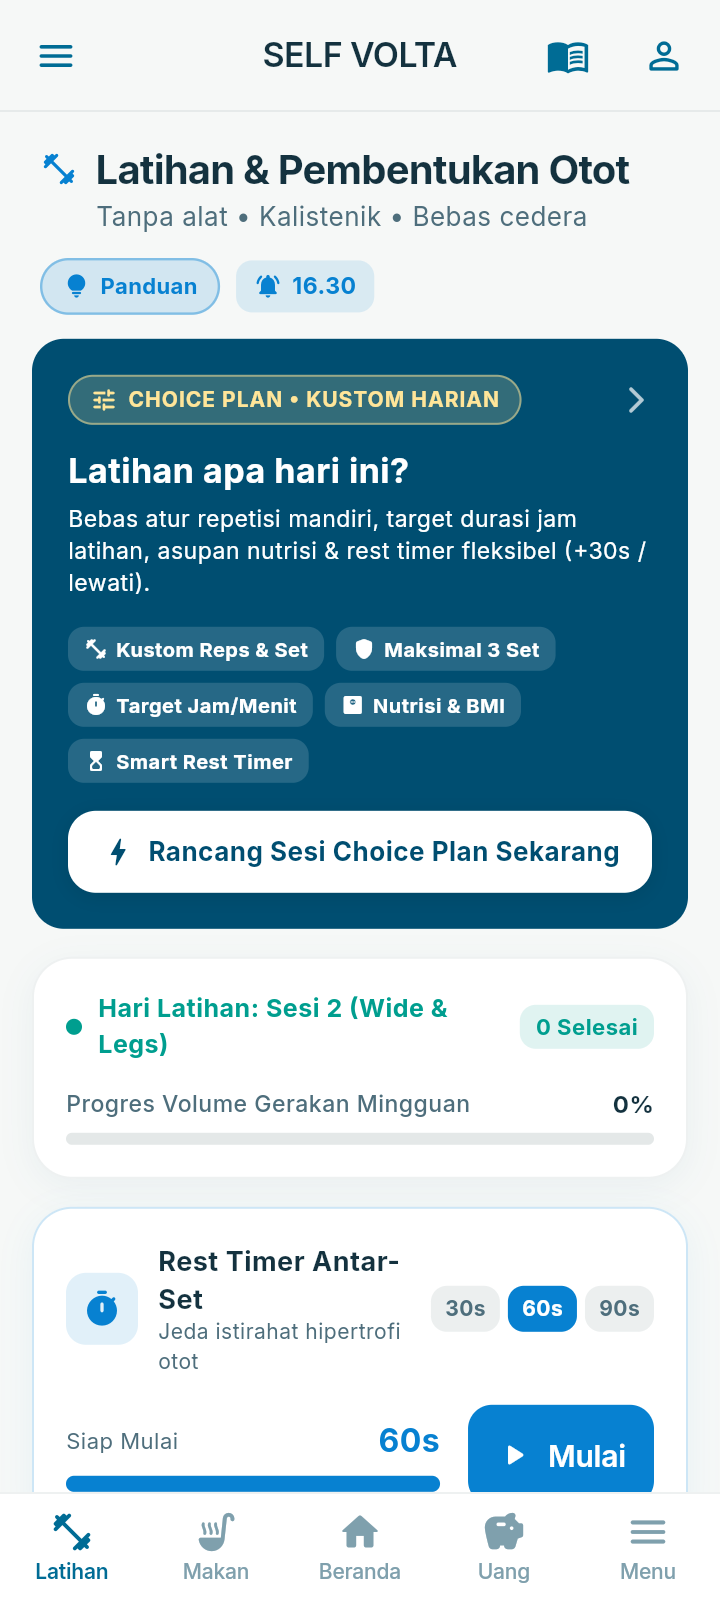 SELF VOLTA
Latihan & Pembentukan Otot
Tanpa alat • Kalistenik • Bebas cedera
Panduan
16.30
CHOICE PLAN • KUSTOM HARIAN
Latihan apa hari ini?
Bebas atur repetisi mandiri, target durasi jam
latihan, asupan nutrisi & rest timer fleksibel (+30s /
lewati).
Kustom Reps & Set
Maksimal 3 Set
Target Jam/Menit
Nutrisi & BMI
Smart Rest Timer
Rancang Sesi Choice Plan Sekarang
Hari Latihan: Sesi 2 (Wide &
Legs)
0 Selesai
Progres Volume Gerakan Mingguan
0%
Rest Timer Antar-
Set
Jeda istirahat hipertrofi
otot
30s
60s
90s
Siap Mulai
60s
Mulai
Latihan
Makan
Beranda
Uang
Menu